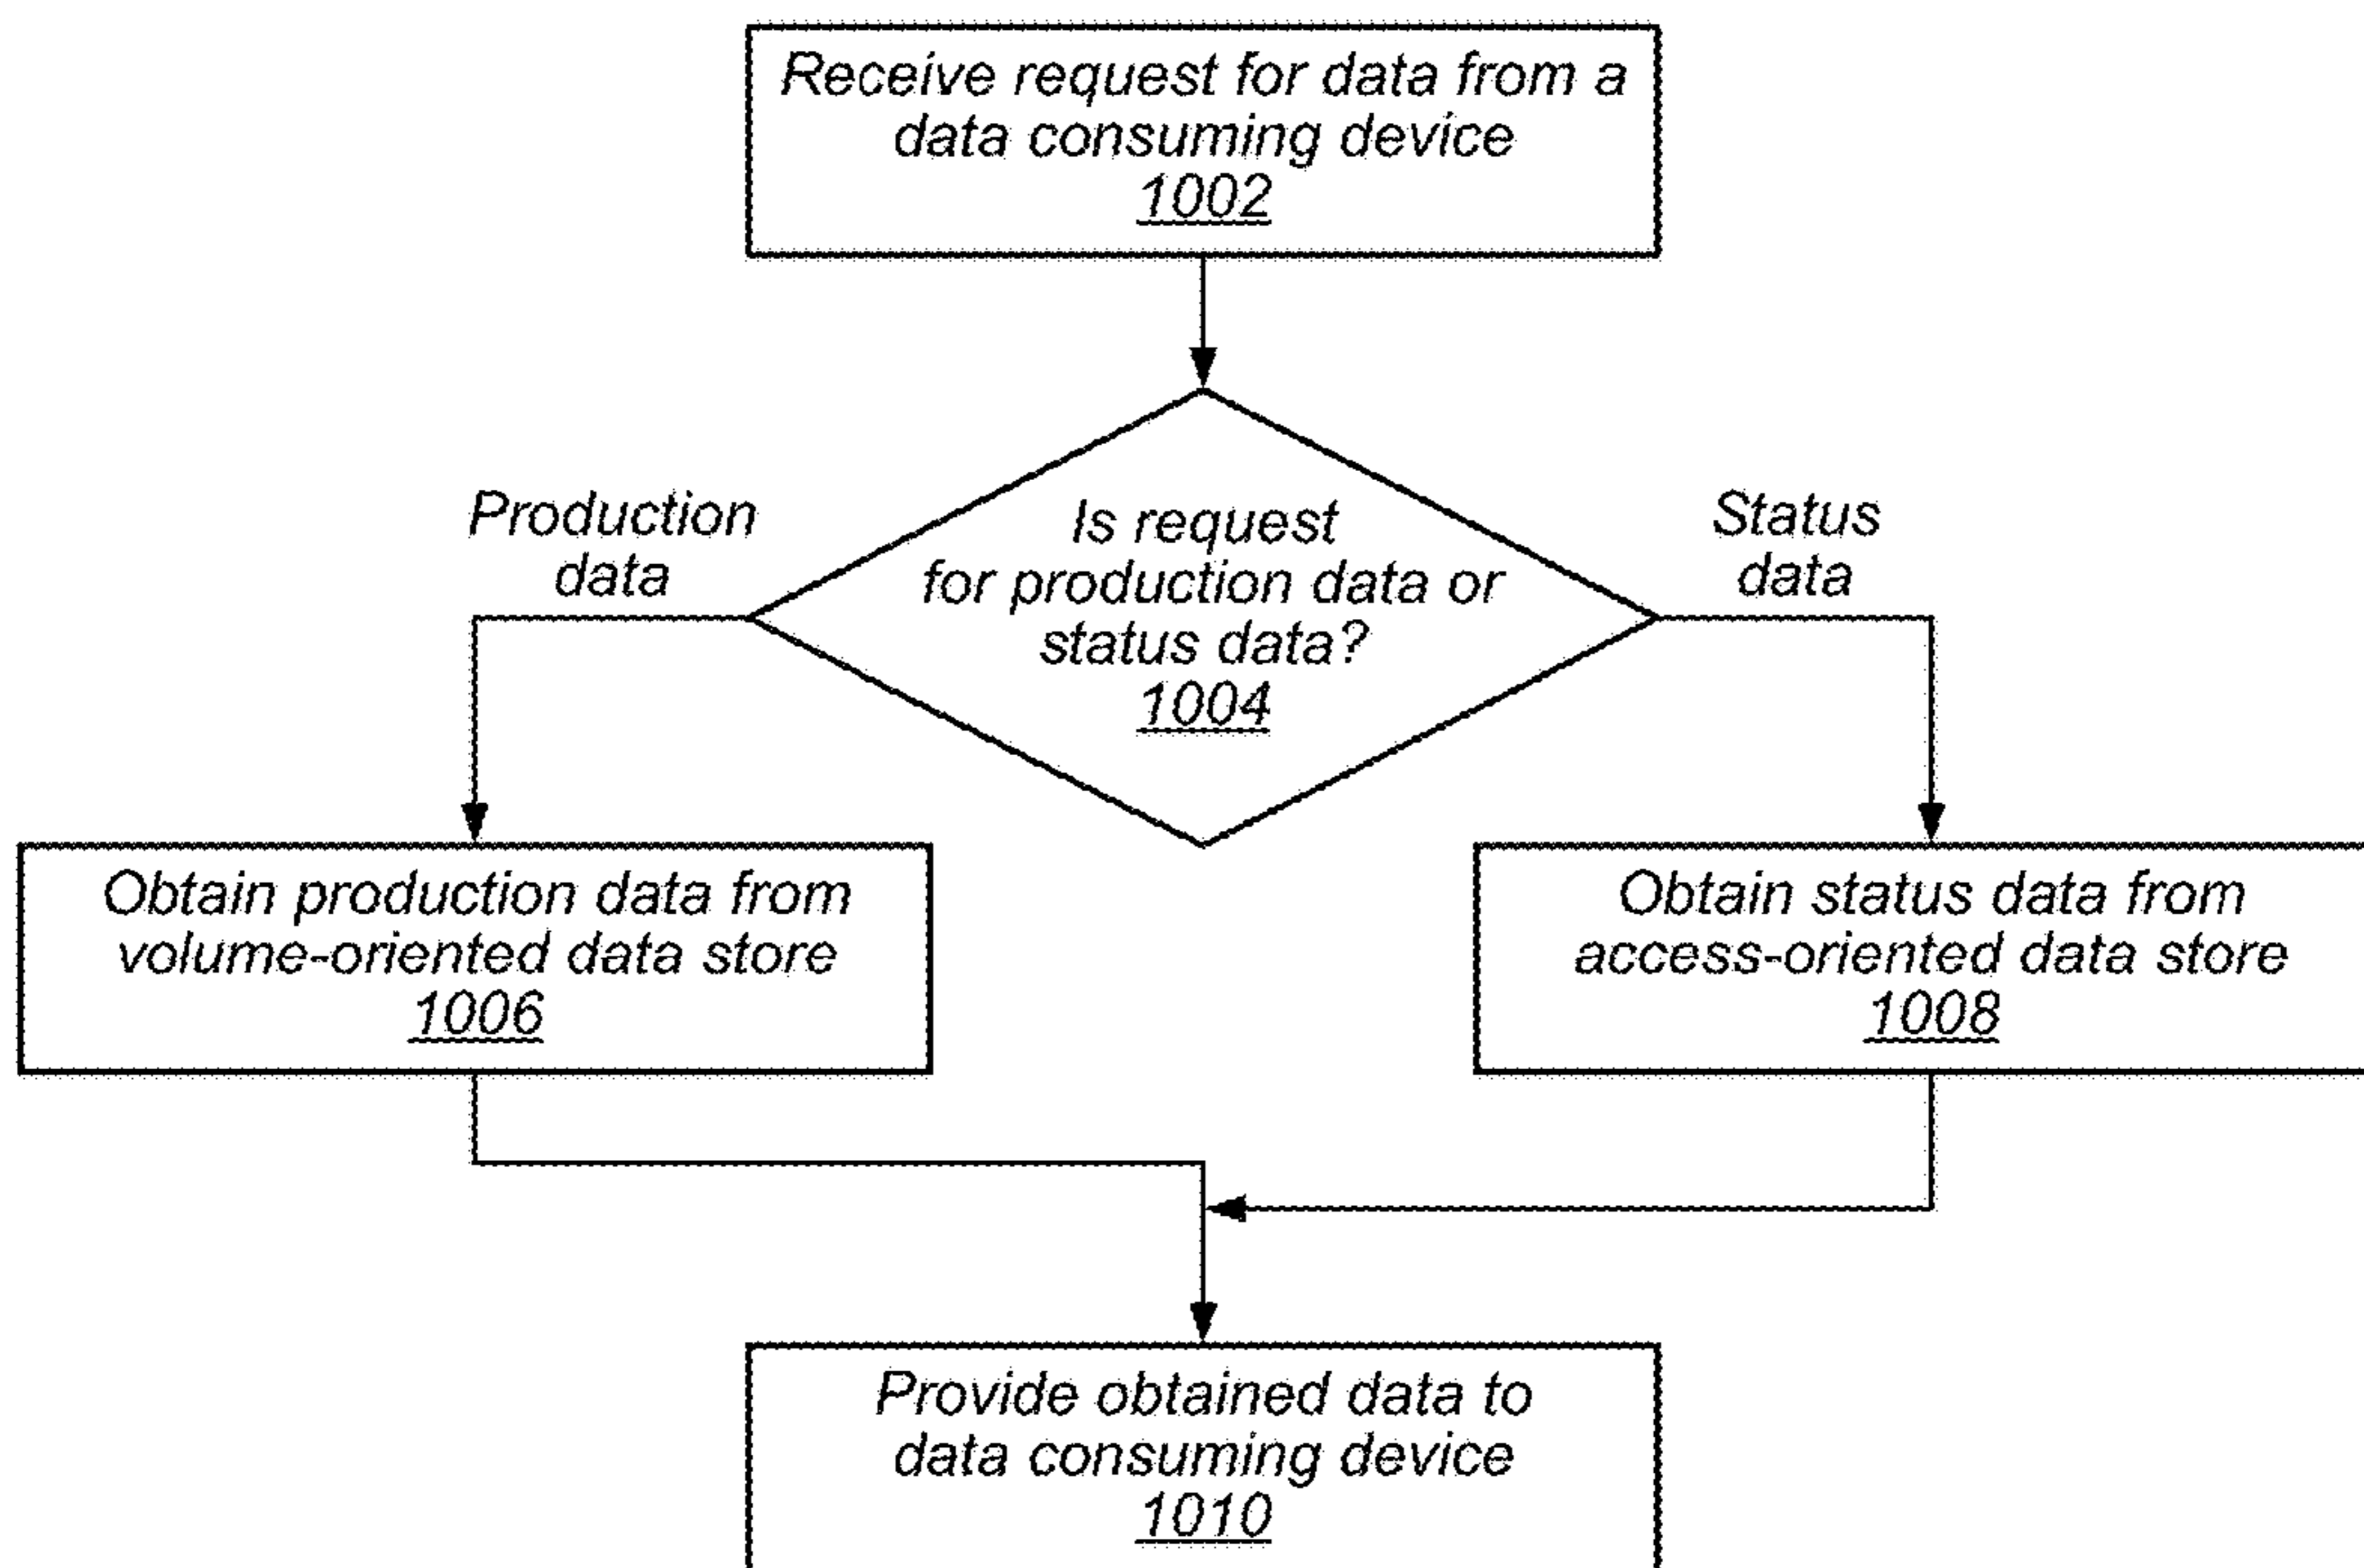 Receive request for data from a
data consuming device
1002
Is request
for production data or
status data?
1004
Production
data
Status
data
Obtain production data from
volume-oriented data store
1006
Obtain status data from
access-oriented data store
1008
Provide obtained data to
data consuming device
1010